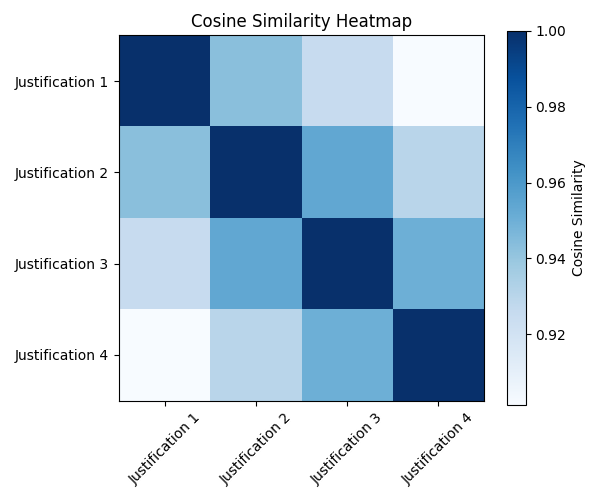 Cosine Similarity Heatmap
Justification 1
Justification 2
Justification 3
Justification 4
Justification 1
Justification 2
Justification 3
Justification 4
1.00
0.98
0.96
0.94
0.92
Cosine Similarity